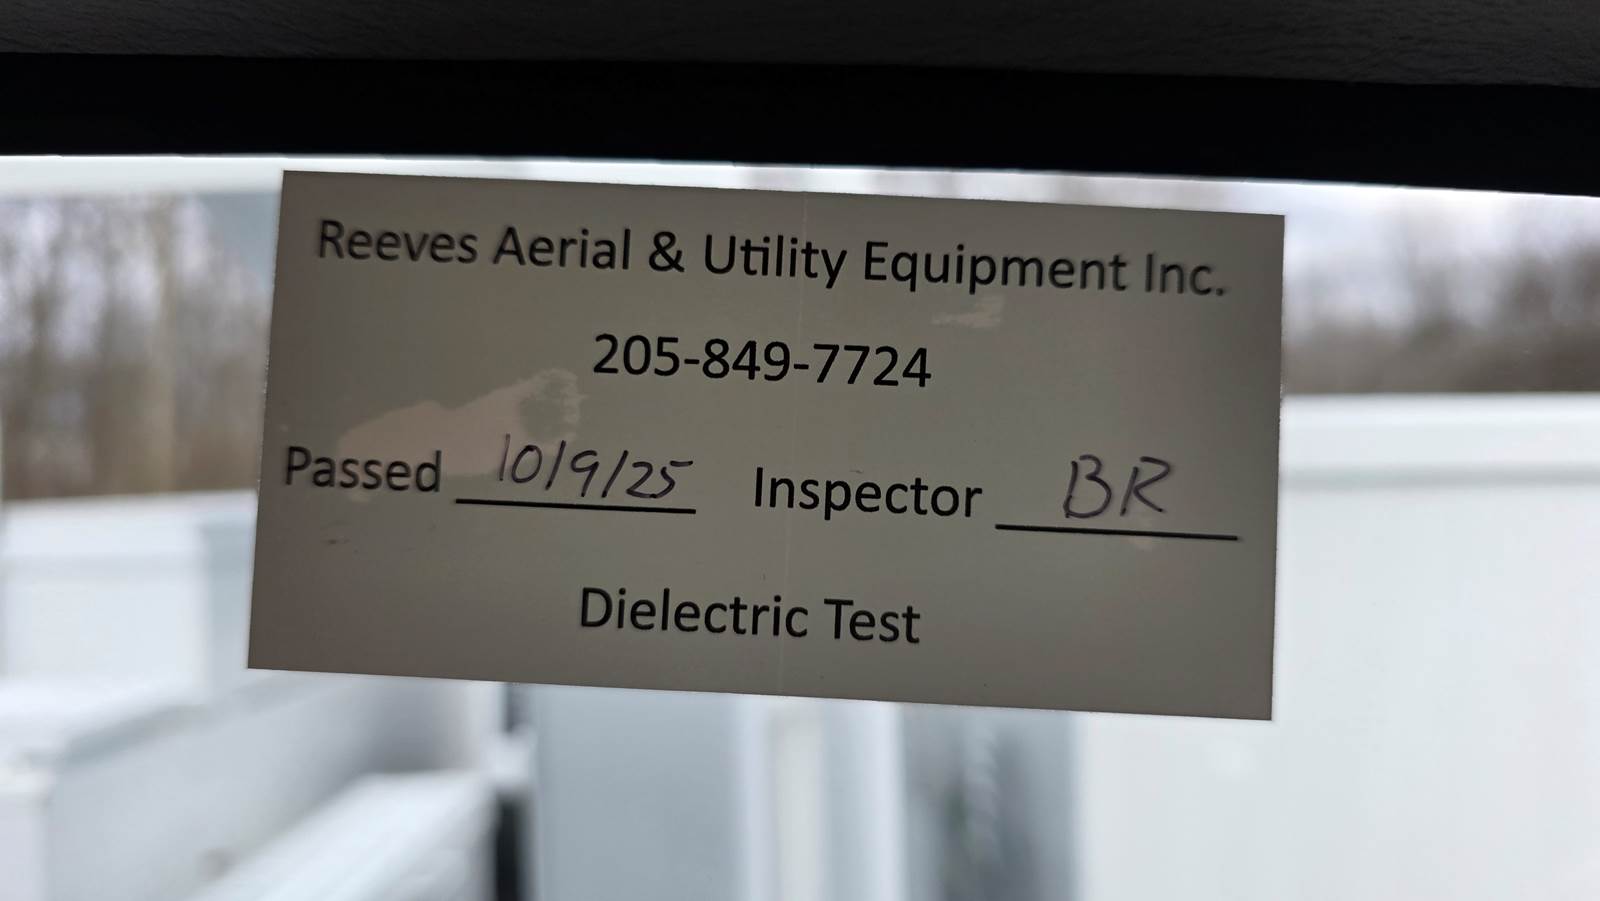 Reeves Aerial & Utility Equipment Inc.
205-849-7724
Passed 10/9/25 Inspector BR
Dielectric Test